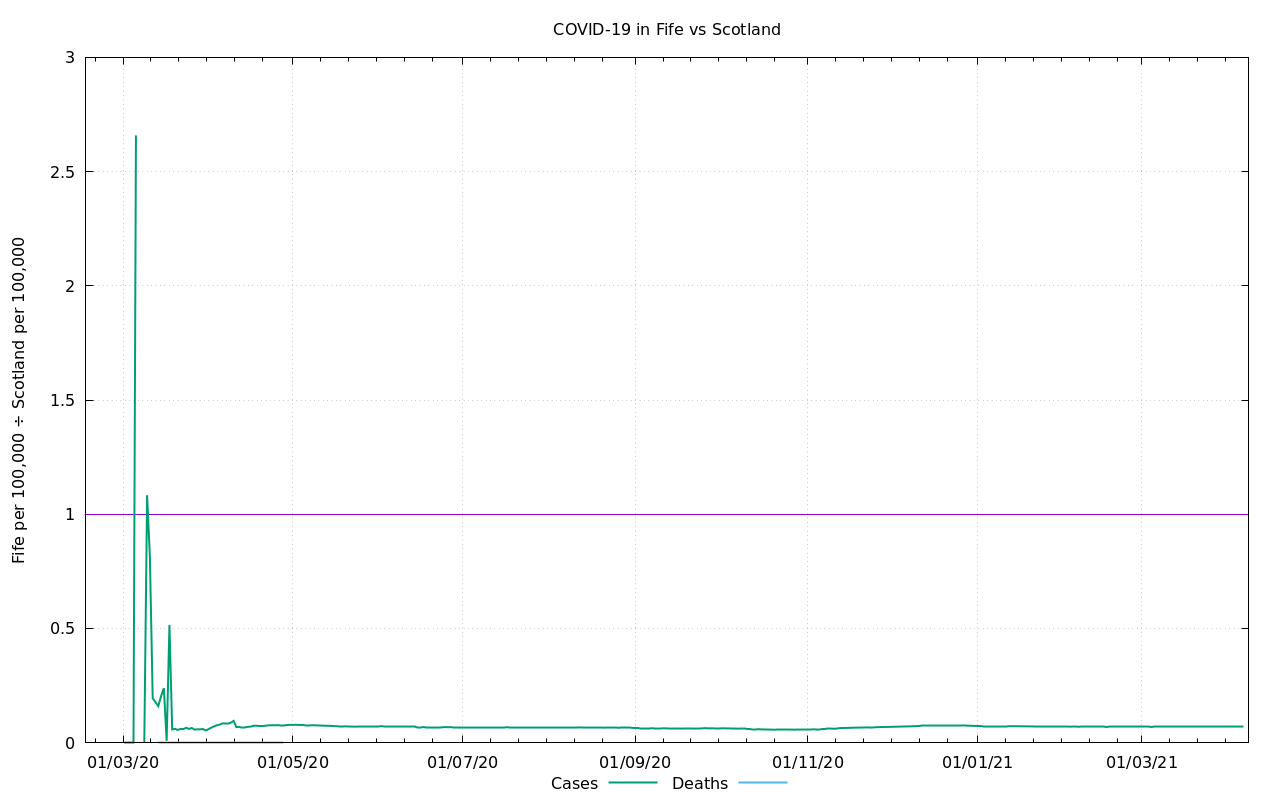 COVID-19 in Fife vs Scotland
Fife per 100,000 ÷ Scotland per 100,000
3
2.5
2
1.5
1
0.5
0
01/03/20 01/05/20 01/07/20 01/09/20 01/11/20 01/01/21 01/03/21
Cases Deaths